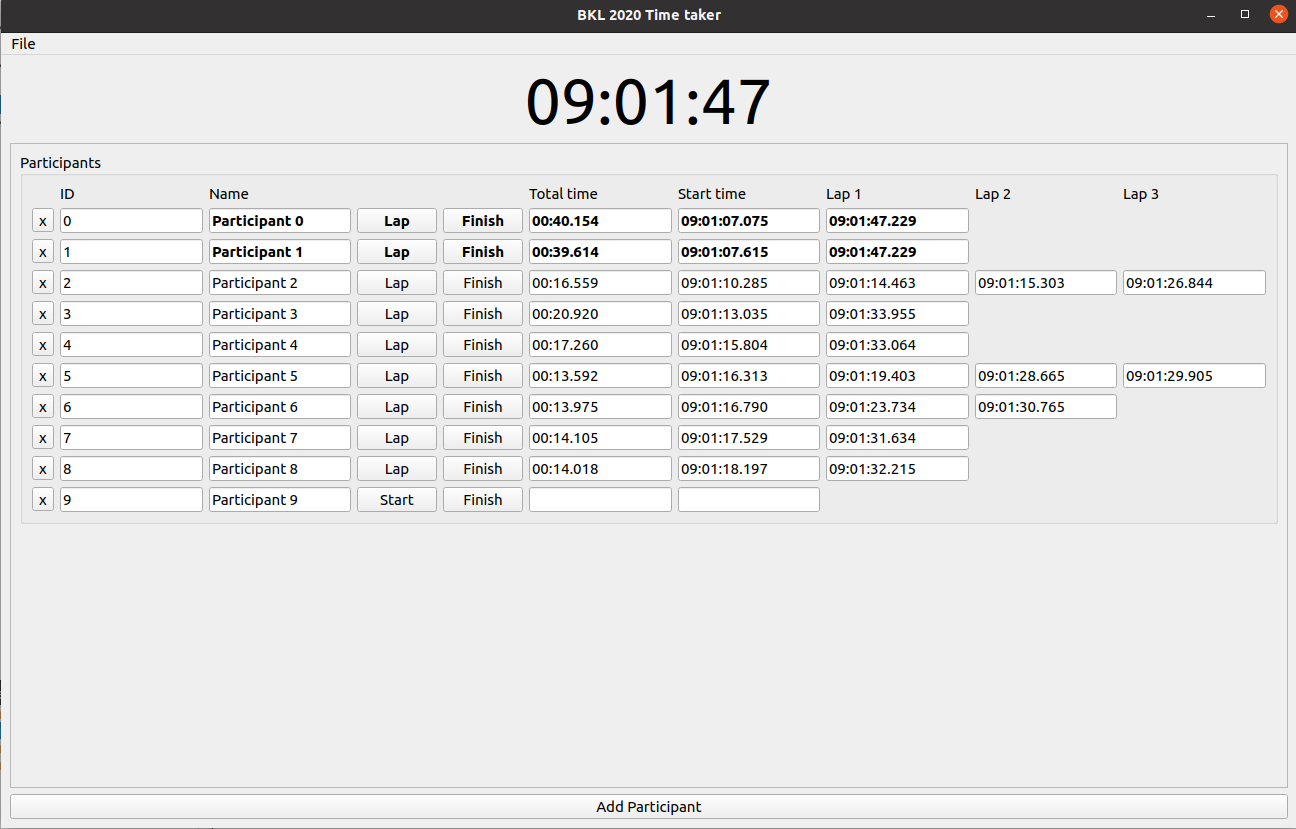 BKL 2020 Time taker
File
09:01:47
Participants
ID Name Total time Start time Lap 1 Lap 2 Lap 3
x 0 Participant 0 Lap Finish 00:40.154 09:01:07.075 09:01:47.229
x 1 Participant 1 Lap Finish 00:39.614 09:01:07.615 09:01:47.229
x 2 Participant 2 Lap Finish 00:16.559 09:01:10.285 09:01:14.463 09:01:15.303 09:01:26.844
x 3 Participant 3 Lap Finish 00:20.920 09:01:13.035 09:01:33.955
x 4 Participant 4 Lap Finish 00:17.260 09:01:15.804 09:01:33.064
x 5 Participant 5 Lap Finish 00:13.592 09:01:16.313 09:01:19.403 09:01:28.665 09:01:29.905
x 6 Participant 6 Lap Finish 00:13.975 09:01:16.790 09:01:23.734 09:01:30.765
x 7 Participant 7 Lap Finish 00:14.105 09:01:17.529 09:01:31.634
x 8 Participant 8 Lap Finish 00:14.018 09:01:18.197 09:01:32.215
x 9 Participant 9 Start Finish
Add Participant